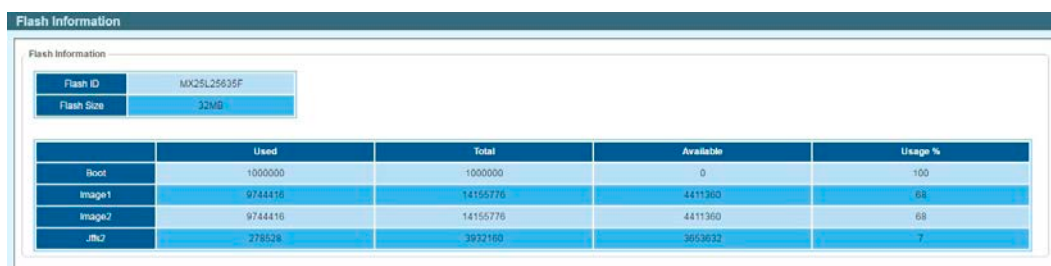 Flash Information
Flash Information
Flash ID MX25L25635F
Flash Size 32MB
Used Total Available Usage %
Boot 1000000 1000000 0 100
Image1 9744416 14155776 4411360 68
Image2 9744416 14155776 4411360 68
Jffs2 278528 3932160 3653632 7